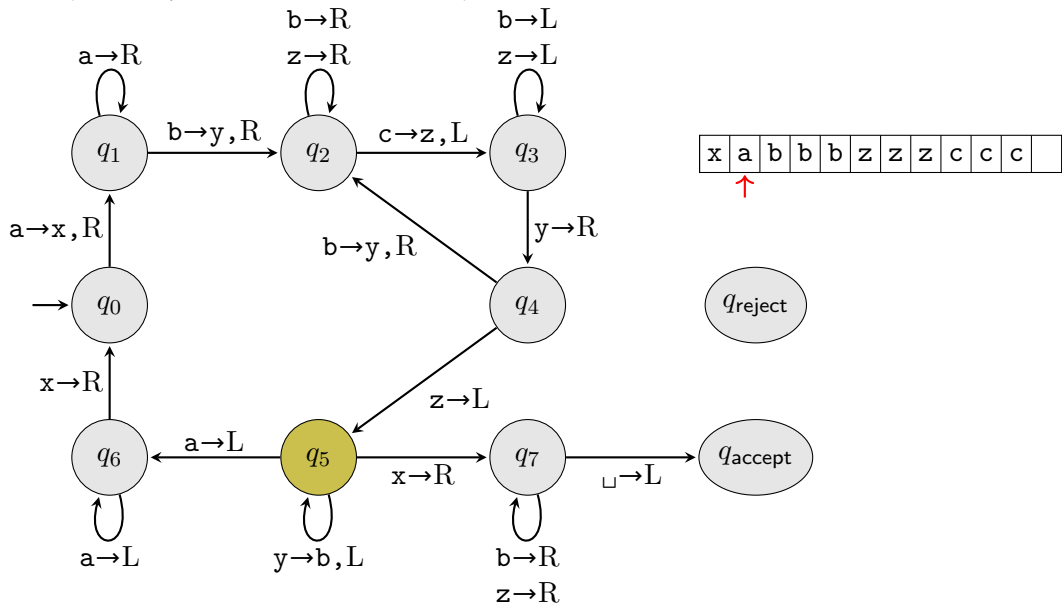 b→R
z→R
b→L
z→L
a→R
q1
b→y,R
q2
c→z,L
q3
x a b b b z z z c c c
a→x,R
b→y,R
y→R
q0
q4
qreject
x→R
z→L
q6
a→L
q5
x→R
q7
␣→L
qaccept
a→L
y→b,L
b→R
z→R